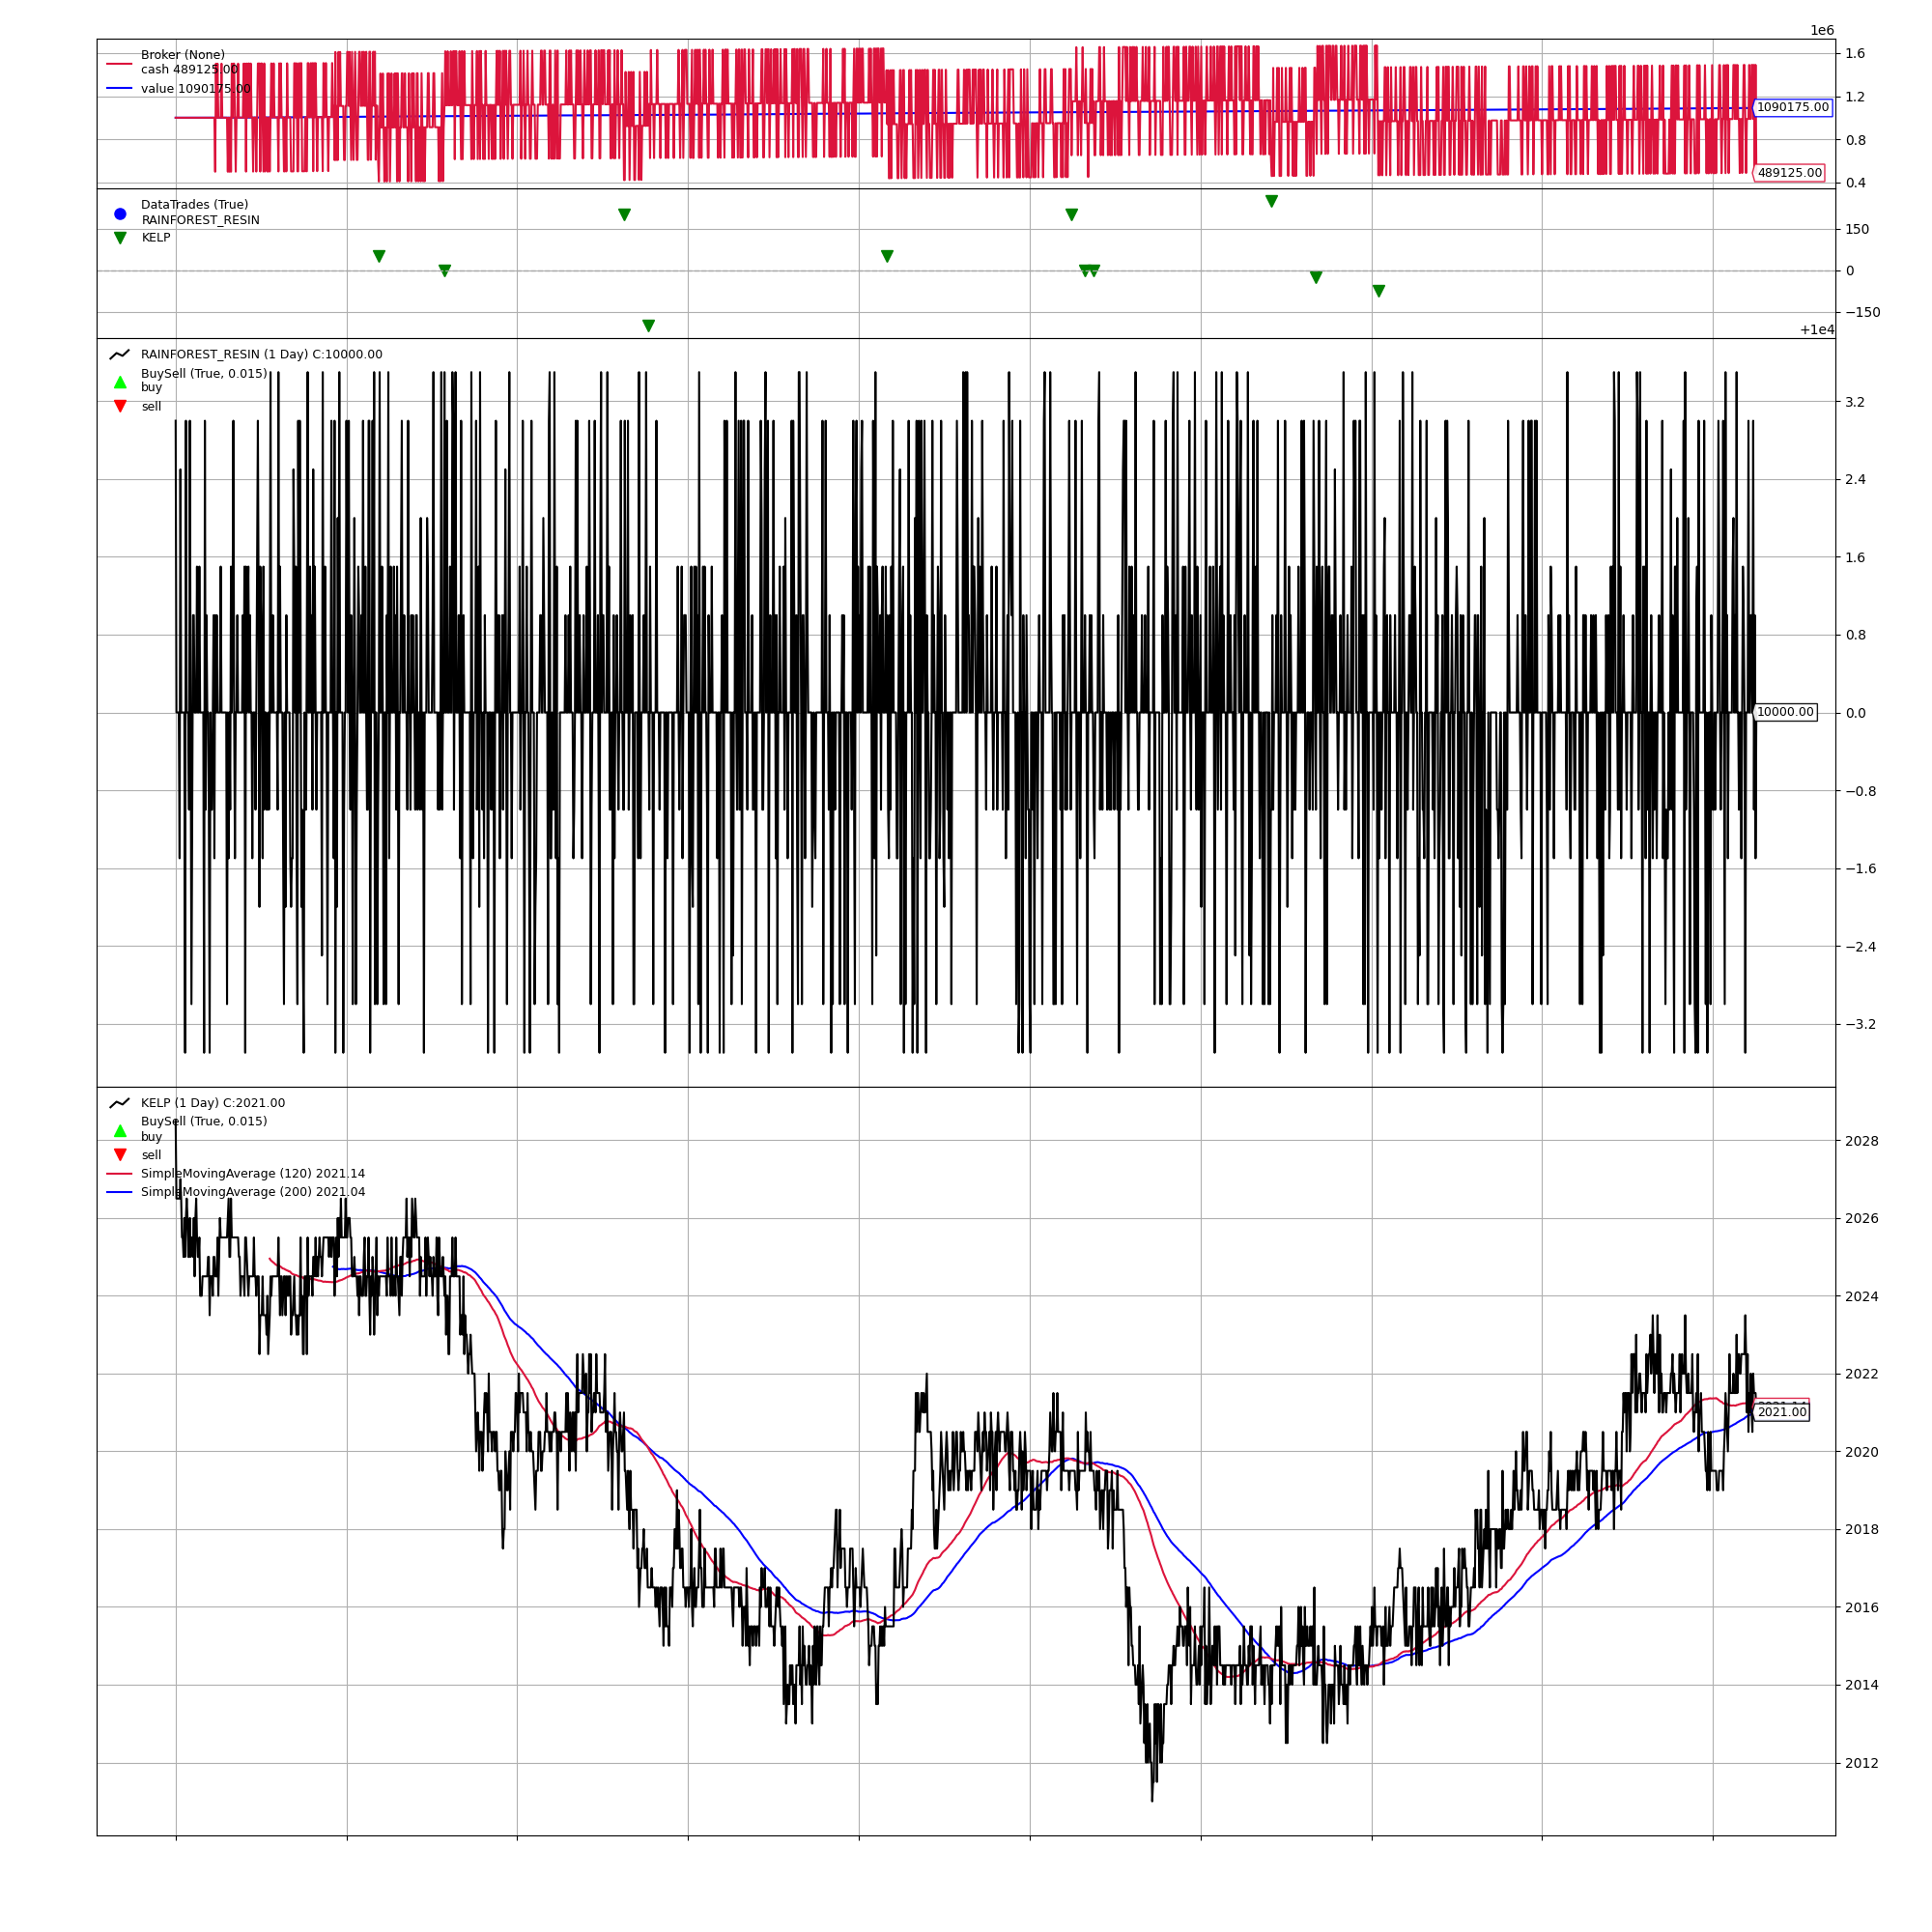 1e6
Broker (None)
cash 489125.00
value 1090175.00
1.6
1.2
1090175.00
0.8
489125.00
0.4
DataTrades (True)
RAINFOREST_RESIN
KELP
150
0
−150
+1e4
RAINFOREST_RESIN (1 Day) C:10000.00
BuySell (True, 0.015)
buy
sell
3.2
2.4
1.6
0.8
0.0
10000.00
−0.8
−1.6
−2.4
−3.2
KELP (1 Day) C:2021.00
BuySell (True, 0.015)
buy
sell
SimpleMovingAverage (120) 2021.14
SimpleMovingAverage (200) 2021.04
2028
2026
2024
2022
2021.00
2020
2018
2016
2014
2012